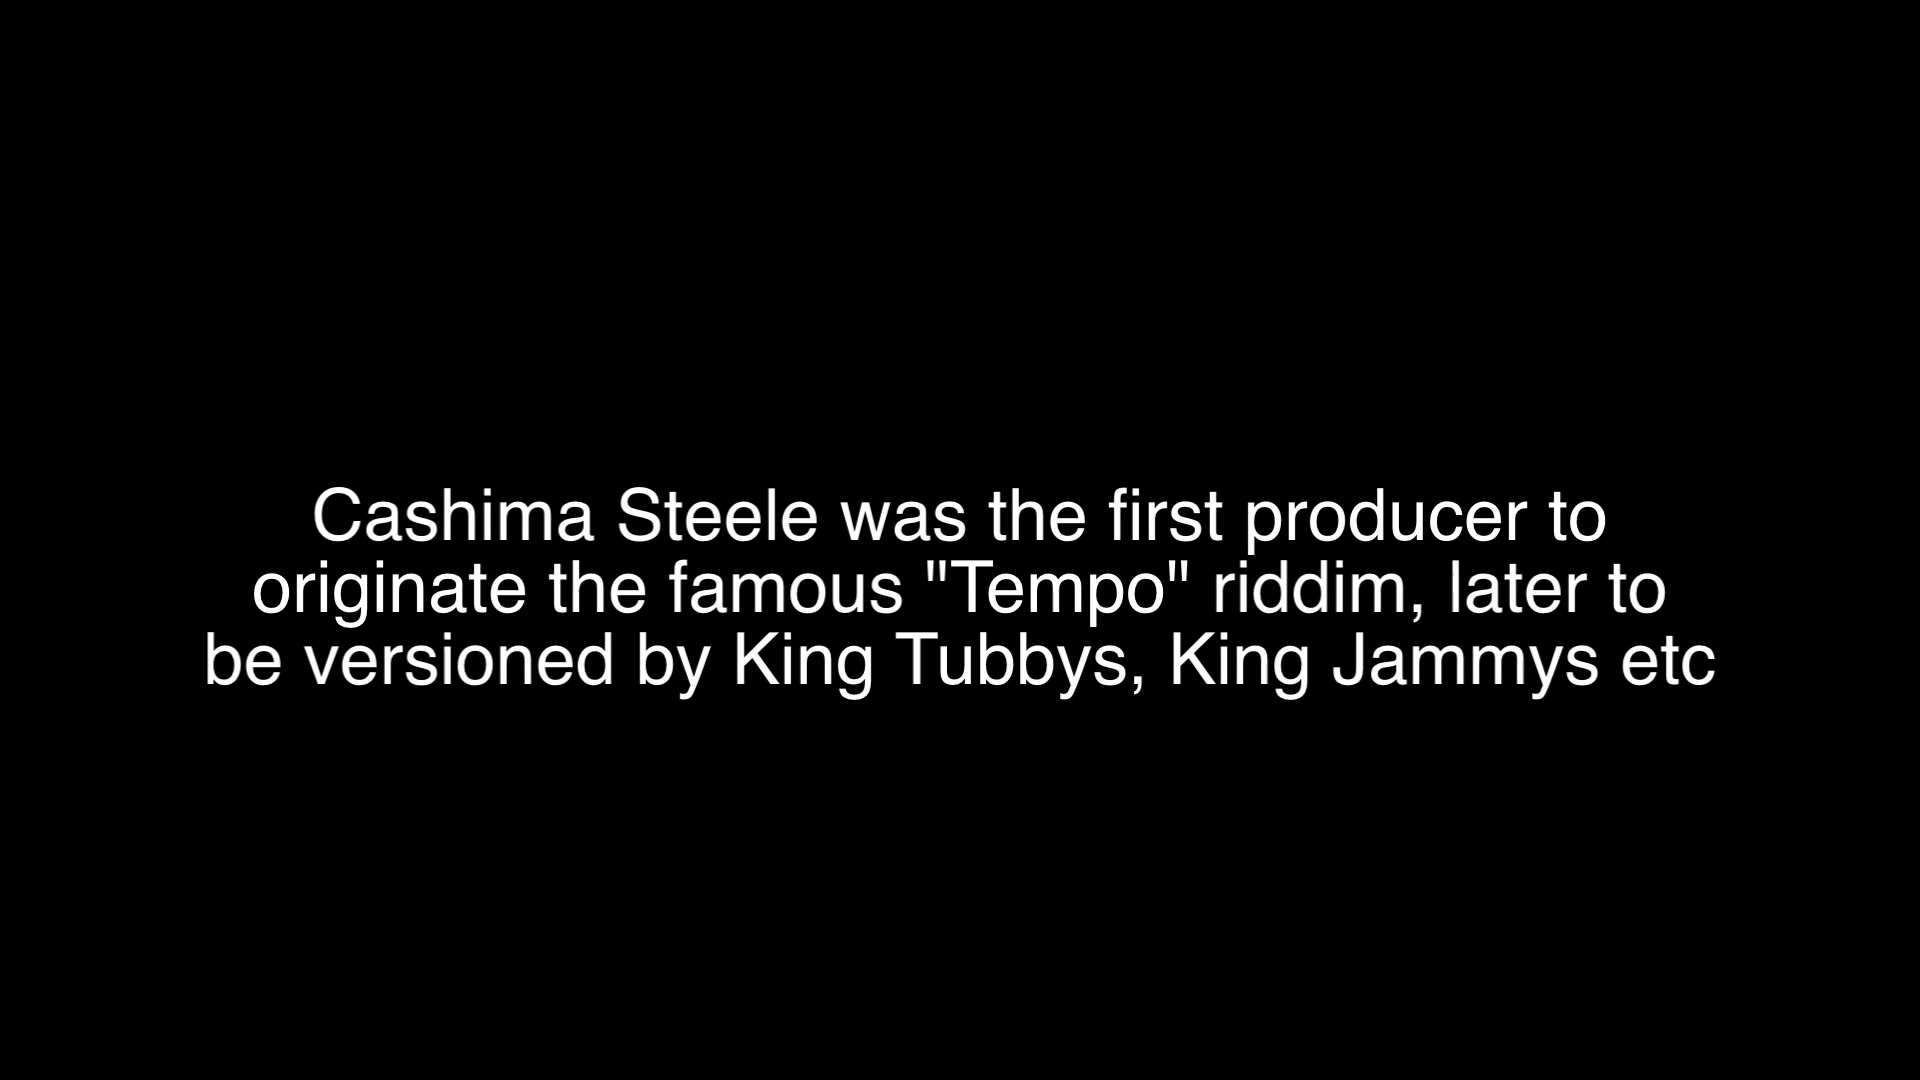 Cashima Steele was the first producer to
originate the famous "Tempo" riddim, later to
be versioned by King Tubbys, King Jammys etc